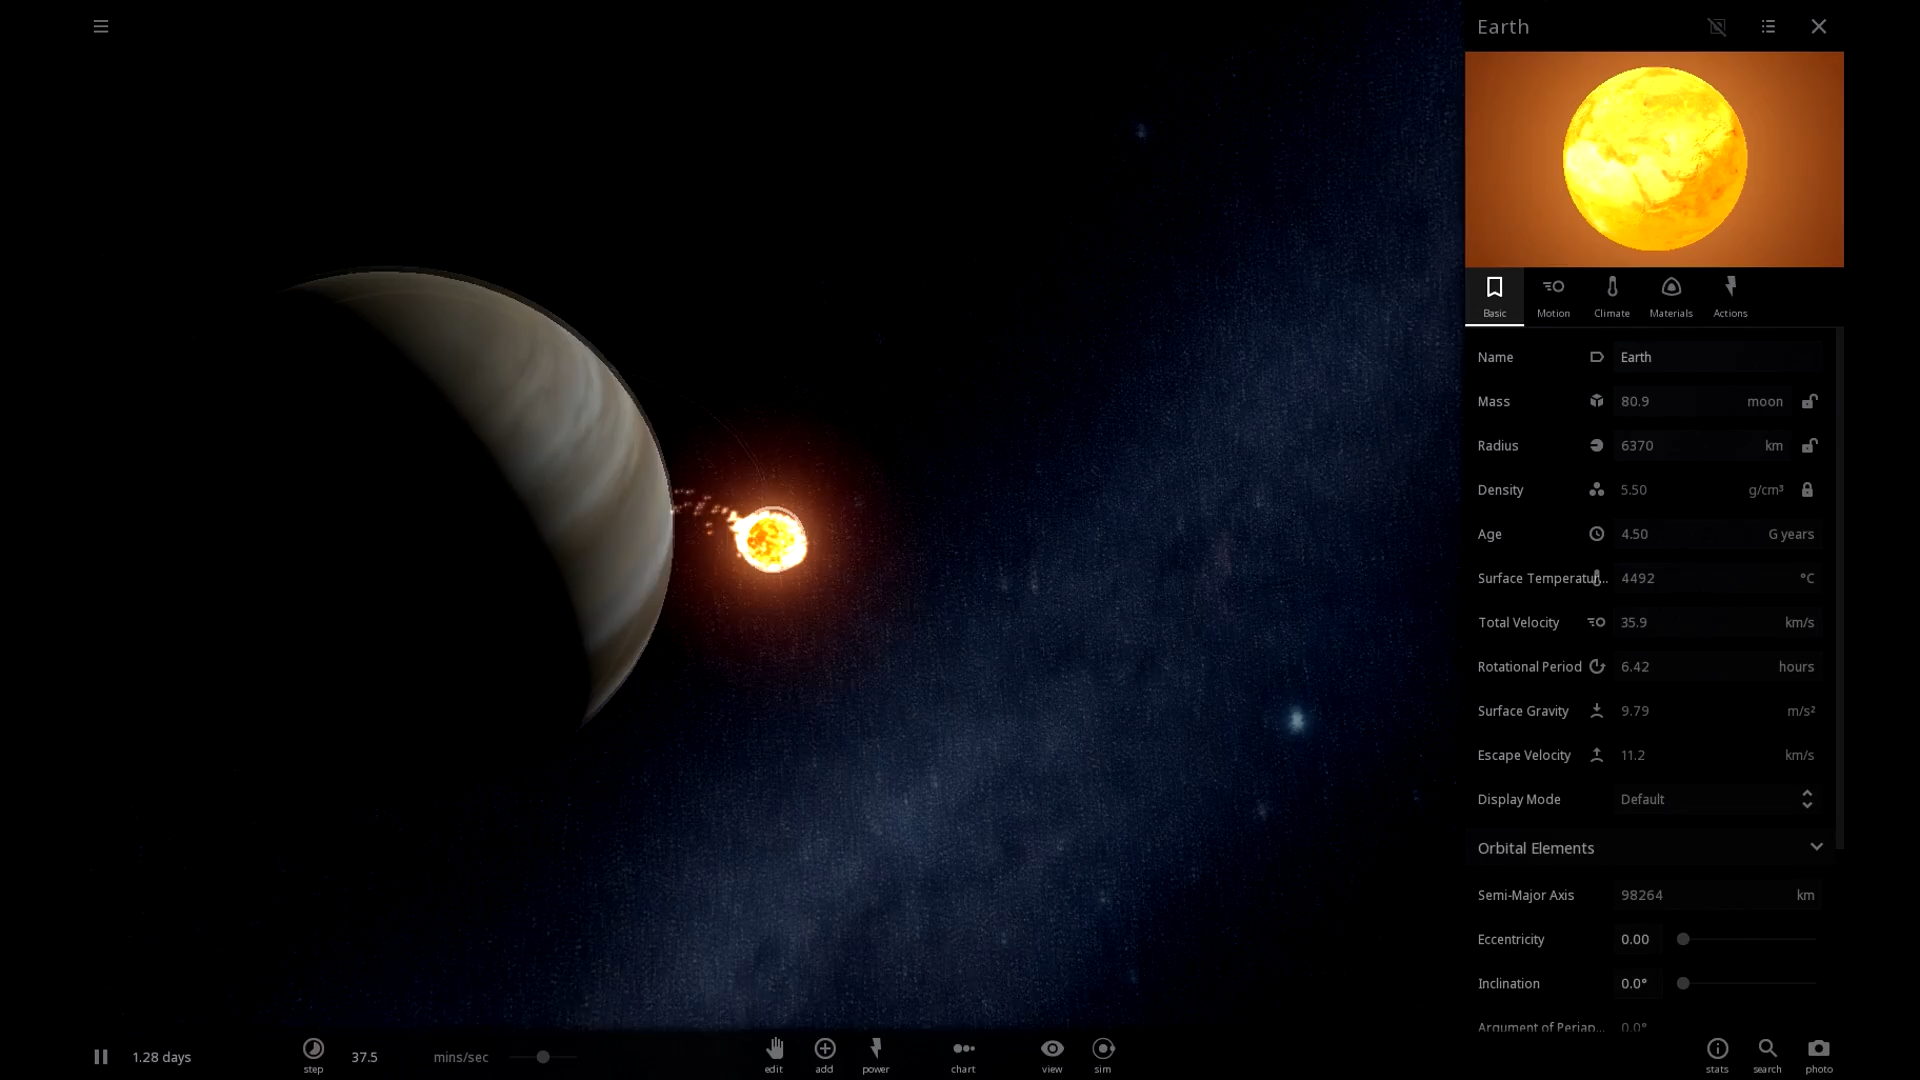 Earth
Basic
Motion
Climate
Materials
Actions
Name Earth
Mass 80.9 moon
Radius 6370 km
Density 5.50 g/cm³
Age 4.50 G years
Surface Temperatur... 4492 °C
Total Velocity 35.9 km/s
Rotational Period 6.42 hours
Surface Gravity 9.79 m/s²
Escape Velocity 11.2 km/s
Display Mode Default
Orbital Elements
Semi-Major Axis 98264 km
Eccentricity 0.00
Inclination 0.0°
Argument of Periap... 0.0°
1.28 days
step
37.5 mins/sec
edit
add
power
chart
view
sim
stats
search
photo